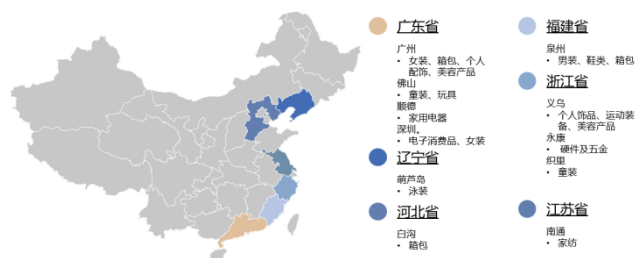 广东省
广州
• 女装、箱包、个人
配饰、美容产品
佛山
• 童装、玩具
顺德
• 家用电器
深圳。
• 电子消费品、女装
辽宁省
葫芦岛
• 泳装
河北省
白沟
• 箱包
福建省
泉州
• 男装、鞋类、箱包
浙江省
义乌
• 个人饰品、运动装
备、美容产品
永康
• 硬件及五金
织里
• 童装
江苏省
南通
• 家纺